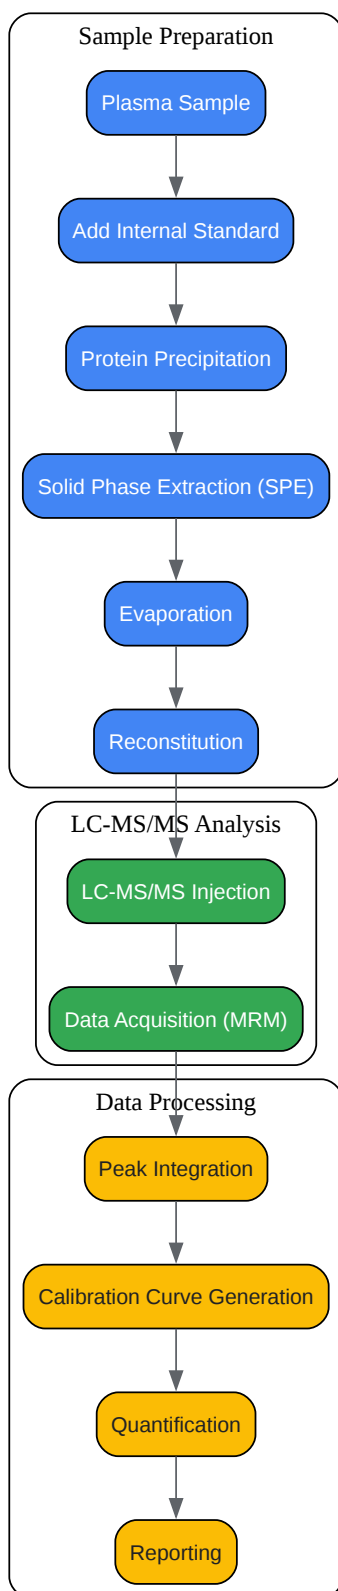 Sample Preparation
Plasma Sample
Add Internal Standard
Protein Precipitation
Solid Phase Extraction (SPE)
Evaporation
Reconstitution
LC-MS/MS Analysis
LC-MS/MS Injection
Data Acquisition (MRM)
Data Processing
Peak Integration
Calibration Curve Generation
Quantification
Reporting